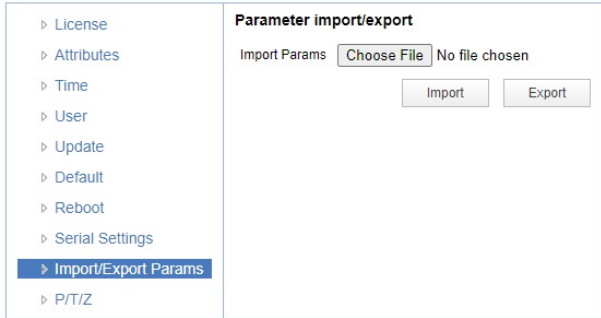 License
Attributes
Time
User
Update
Default
Reboot
Serial Settings
Import/Export Params
P/T/Z
Parameter import/export
Import Params Choose File No file chosen
Import Export